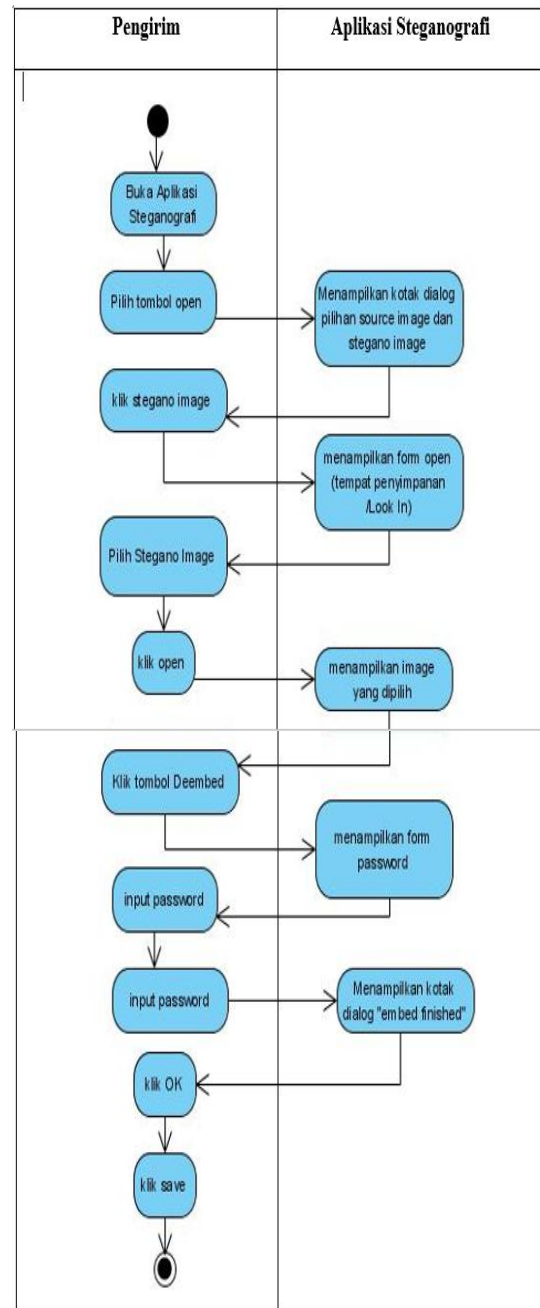 Pengirim
Aplikasi Steganografi
Buka Aplikasi
Steganografi
Pilih tombol open
Menampilkan kotak dialog
pilihan source image dan
stegano image
klik stegano image
menampilkan form open
(tempat penyimpanan
/Look In)
Pilih Stegano Image
klik open
menampilkan image
yang dipilih
Klik tombol Deembed
menampilkan form
password
input password
input password
Menampilkan kotak
dialog "embed finished"
klik OK
klik save